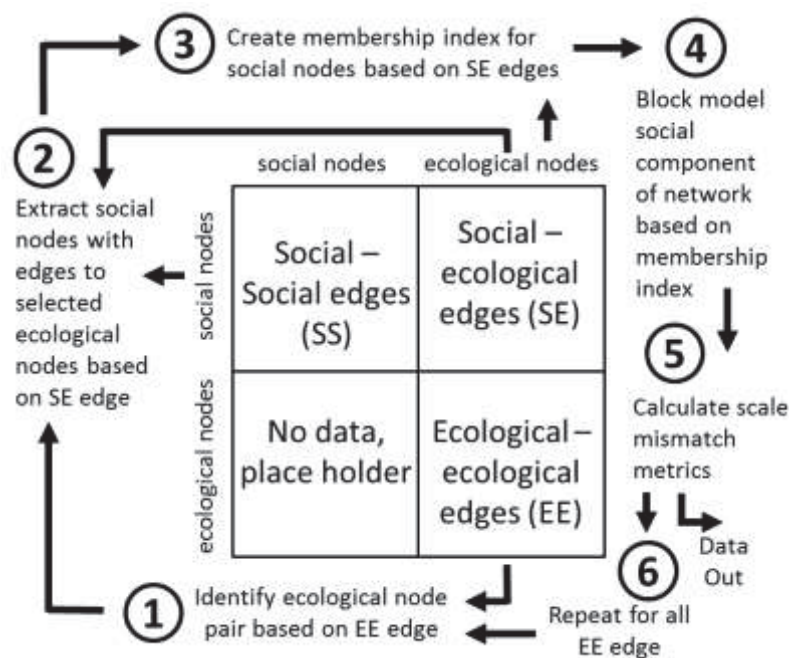 3
Create membership index for
social nodes based on SE edges
4
Block model
social
component
of network
based on
membership
index
2
Extract social
nodes with
edges to
selected
ecological
nodes based
on SE edge
social nodes
ecological nodes
social nodes
ecological nodes
Social –
Social edges
(SS)
Social –
ecological
edges (SE)
No data,
place holder
Ecological –
ecological
edges (EE)
5
Calculate scale
mismatch
metrics
Data
Out
6
Repeat for all
EE edge
1
Identify ecological node
pair based on EE edge